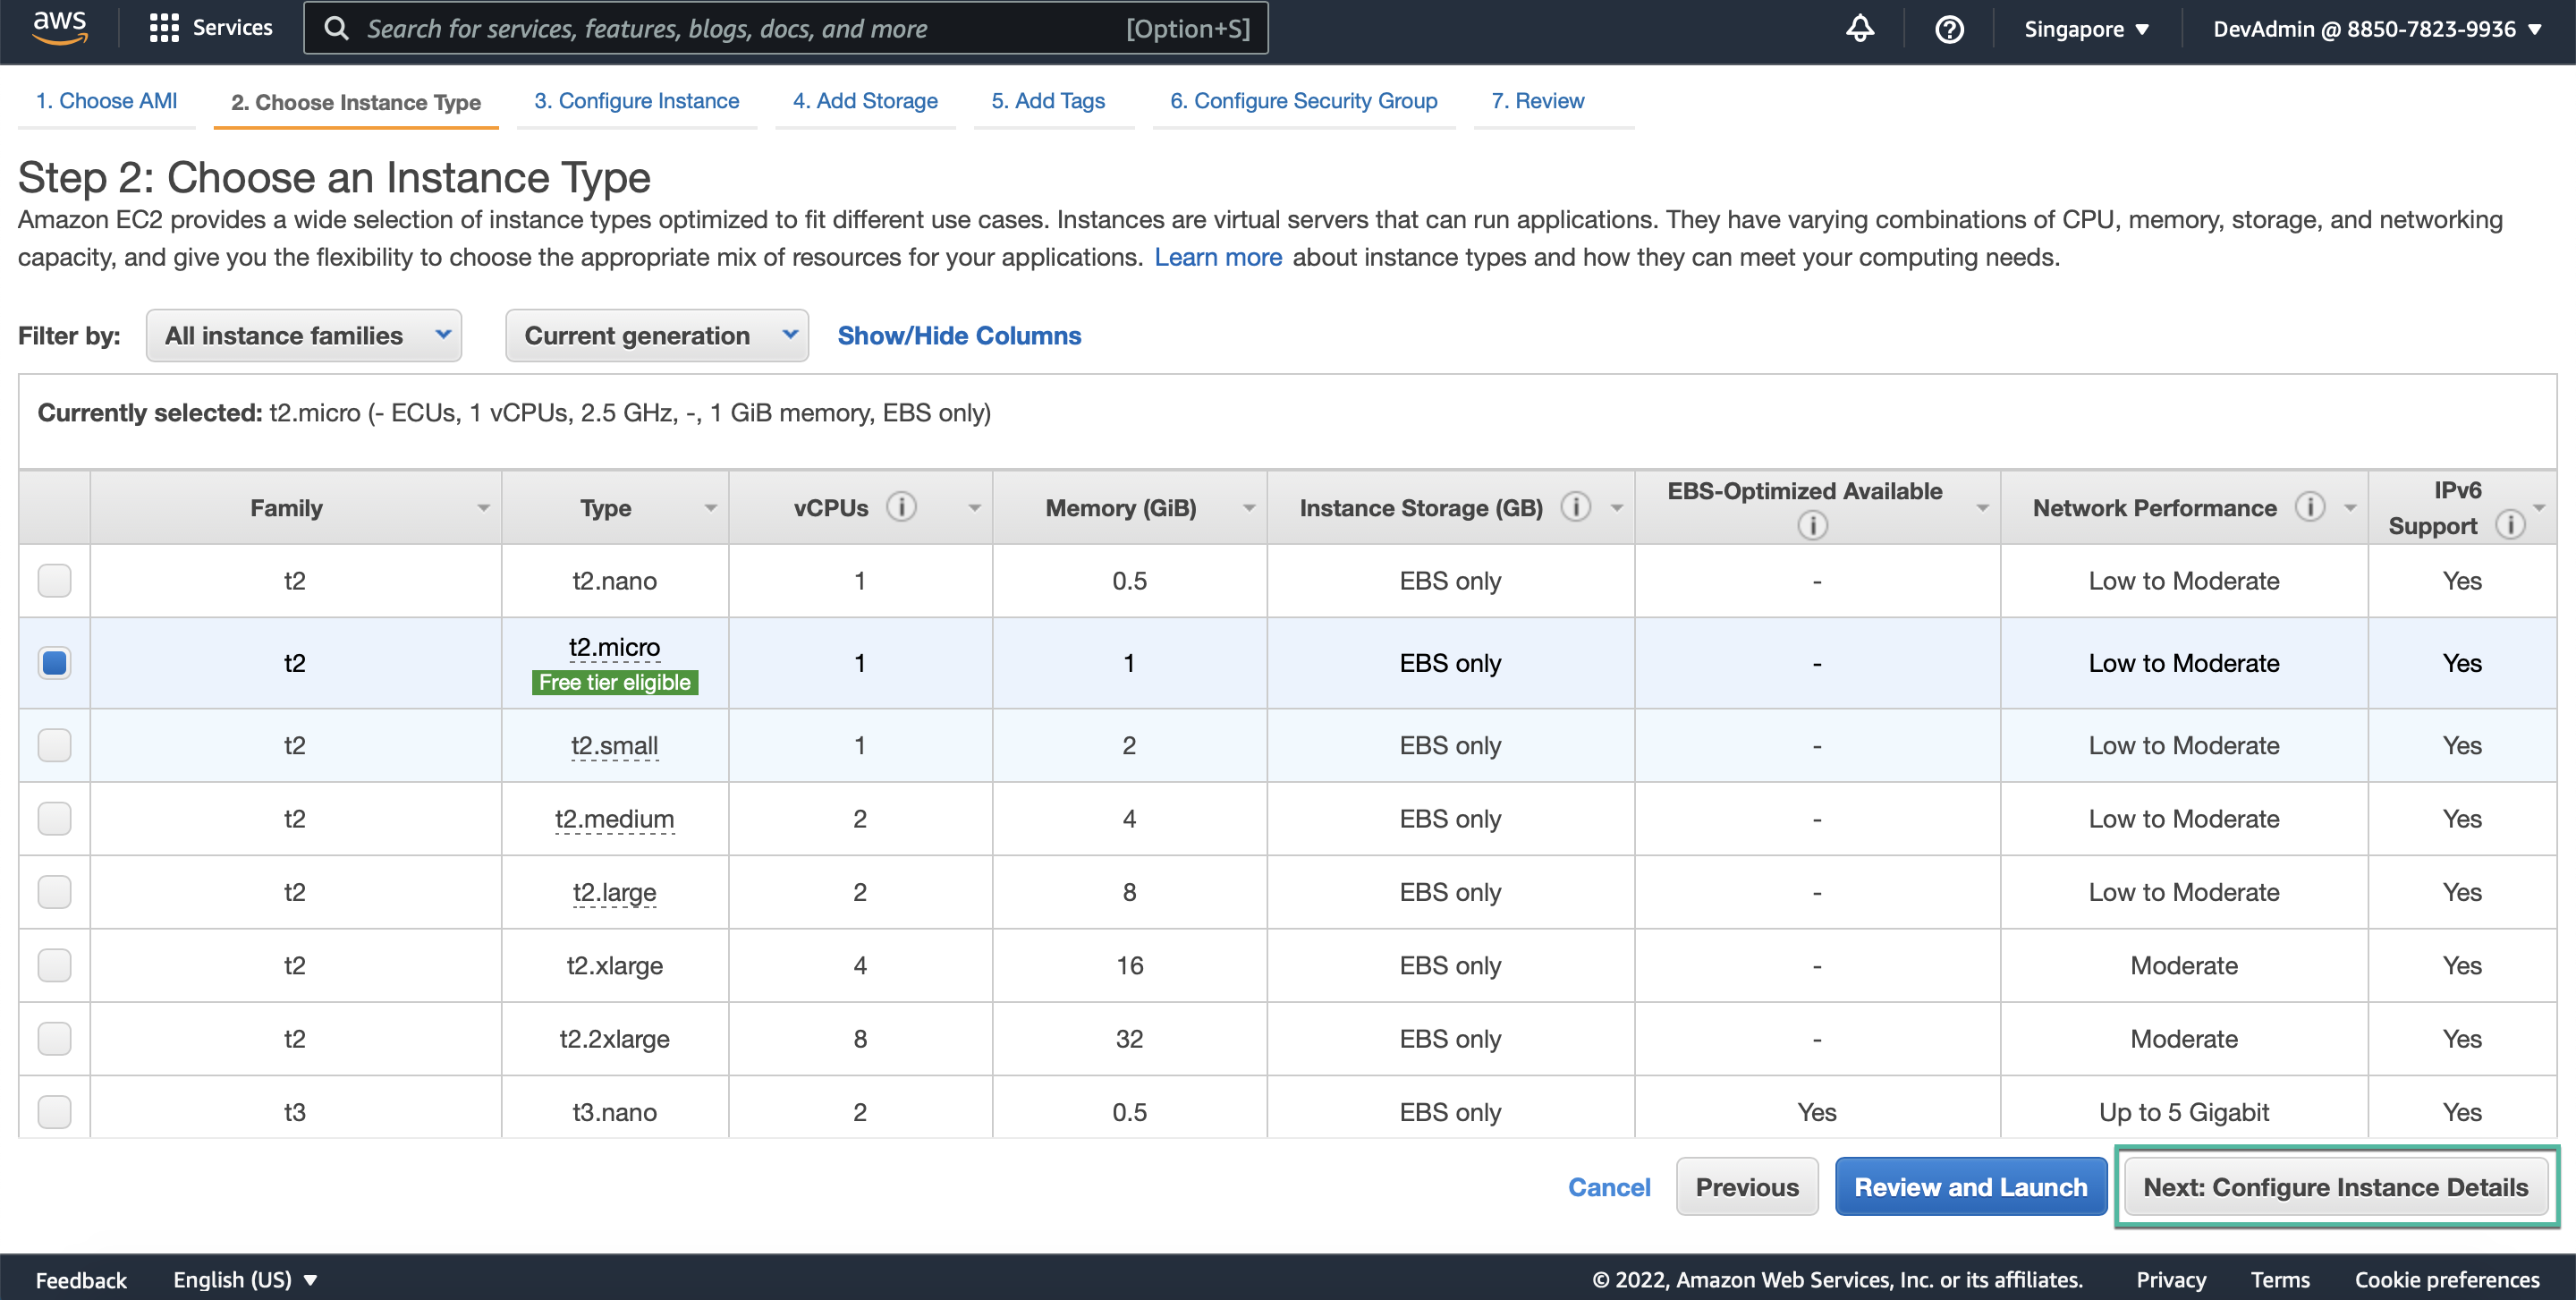 aws Services Search for services, features, blogs, docs, and more [Option+S] Singapore ▼ DevAdmin @ 8850-7823-9936 ▼
1. Choose AMI 2. Choose Instance Type 3. Configure Instance 4. Add Storage 5. Add Tags 6. Configure Security Group 7. Review
Step 2: Choose an Instance Type
Amazon EC2 provides a wide selection of instance types optimized to fit different use cases. Instances are virtual servers that can run applications. They have varying combinations of CPU, memory, storage, and networking
capacity, and give you the flexibility to choose the appropriate mix of resources for your applications. Learn more about instance types and how they can meet your computing needs.
Filter by: All instance families Current generation Show/Hide Columns
Currently selected: t2.micro (- ECUs, 1 vCPUs, 2.5 GHz, -, 1 GiB memory, EBS only)
Family Type vCPUs Memory (GiB) Instance Storage (GB) EBS-Optimized Available Network Performance IPv6 Support
t2 t2.nano 1 0.5 EBS only - Low to Moderate Yes
t2 t2.micro 1 1 EBS only - Low to Moderate Yes
Free tier eligible
t2 t2.small 1 2 EBS only - Low to Moderate Yes
t2 t2.medium 2 4 EBS only - Low to Moderate Yes
t2 t2.large 2 8 EBS only - Low to Moderate Yes
t2 t2.xlarge 4 16 EBS only - Moderate Yes
t2 t2.2xlarge 8 32 EBS only - Moderate Yes
t3 t3.nano 2 0.5 EBS only Yes Up to 5 Gigabit Yes
Cancel Previous Review and Launch Next: Configure Instance Details
Feedback English (US) ▼ © 2022, Amazon Web Services, Inc. or its affiliates. Privacy Terms Cookie preferences